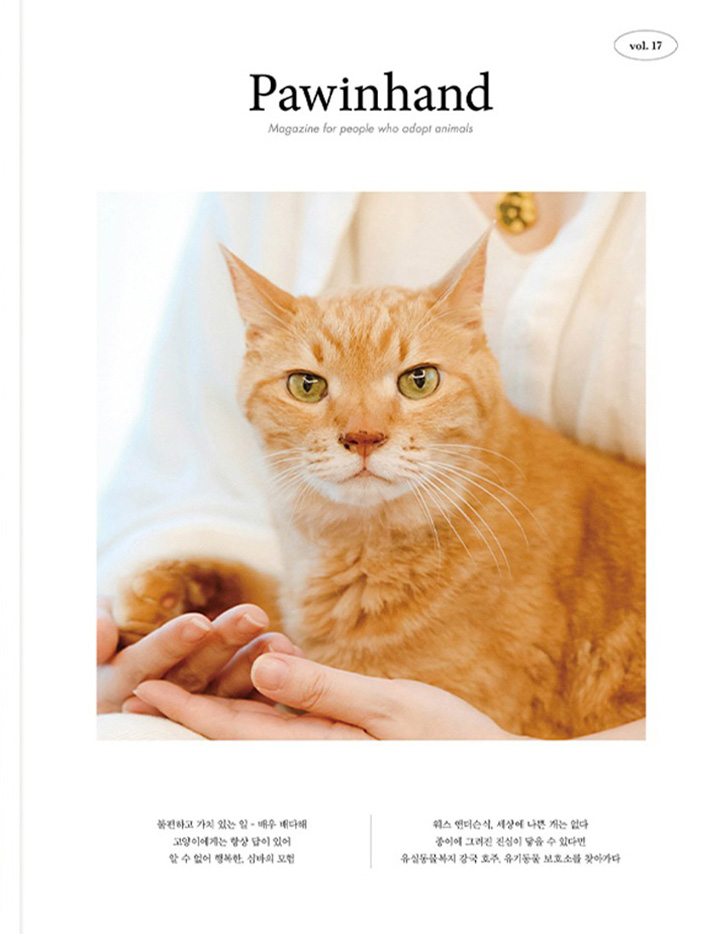 vol. 17
Pawinhand
Magazine for people who adopt animals
불편하고 가치 있는 일 - 배우 배다해
고양이에게는 항상 답이 있어
알 수 없어 행복한, 심바의 모험
웨스 앤더슨식, 세상에 나쁜 개는 없다
종이에 그려진 진심이 닿을 수 있다면
유실동물복지 강국 호주, 유기동물 보호소를 찾아가다